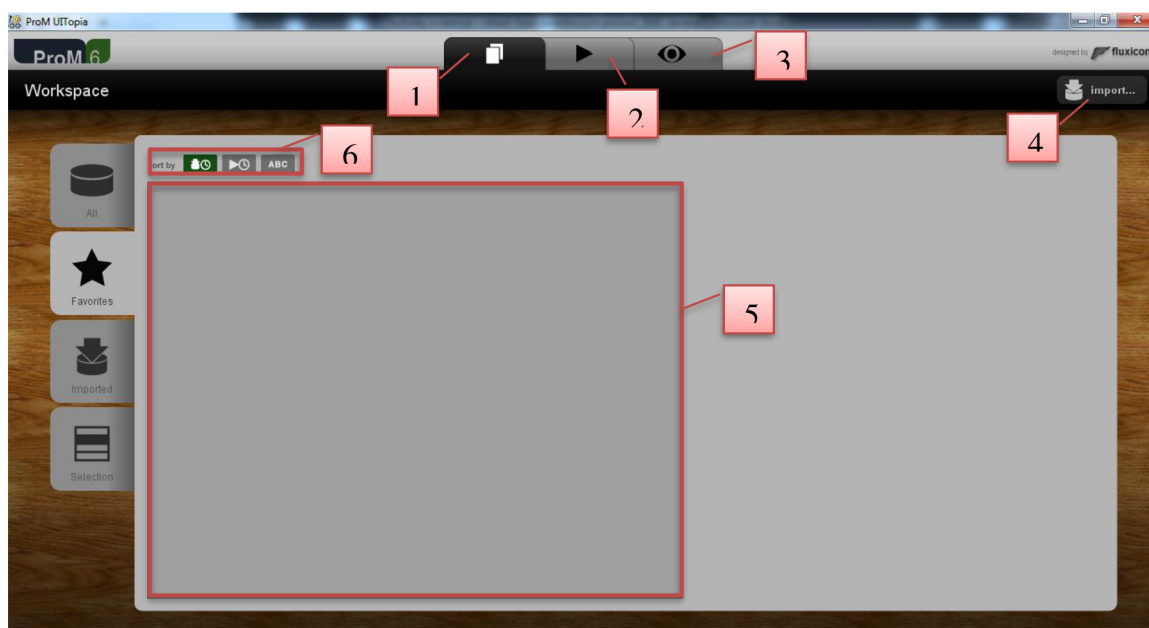 ProM UITopia
ProM 6
designed by fluxicon
1
2
3
Workspace
import...
4
6
ort by ABC
All
Favorites
5
Imported
Selection